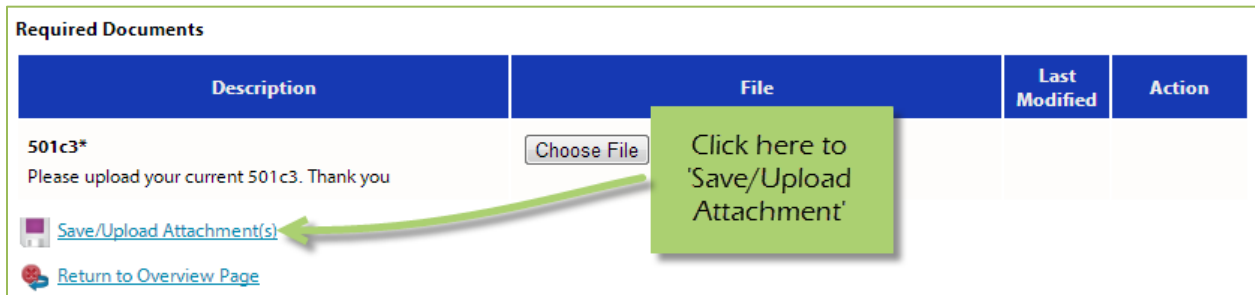 Required Documents
Description
File
Last
Modified
Action
501c3*
Please upload your current 501c3. Thank you
Choose File
Click here to
'Save/Upload
Attachment'
Save/Upload Attachment(s)
Return to Overview Page